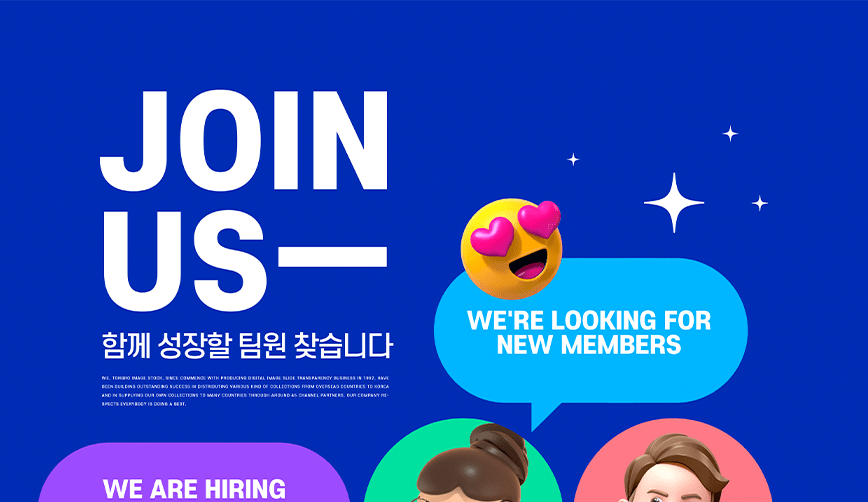 JOIN
US—
함께 성장할 팀원 찾습니다
WE, TONGRO IMAGE STOCK, SINCE COMMENCE WITH PRODUCING DIGITAL IMAGE SLIDE TRANSPARENCY BUSINESS IN 1992, HAVE
BEEN BUILDING OUTSTANDING SUCCESS IN DISTRIBUTING VARIOUS KIND OF COLLECTIONS FROM OVERSEAS COUNTRIES TO KOREA
AND IN SUPPLYING OUR OWN COLLECTIONS TO MANY COUNTRIES THROUGH AROUND 45 CHANNEL PARTNERS. OUR COMPANY RE-
SPECTS EVERYBODY IS DOING A BEST.
WE'RE LOOKING FOR
NEW MEMBERS
WE ARE HIRING